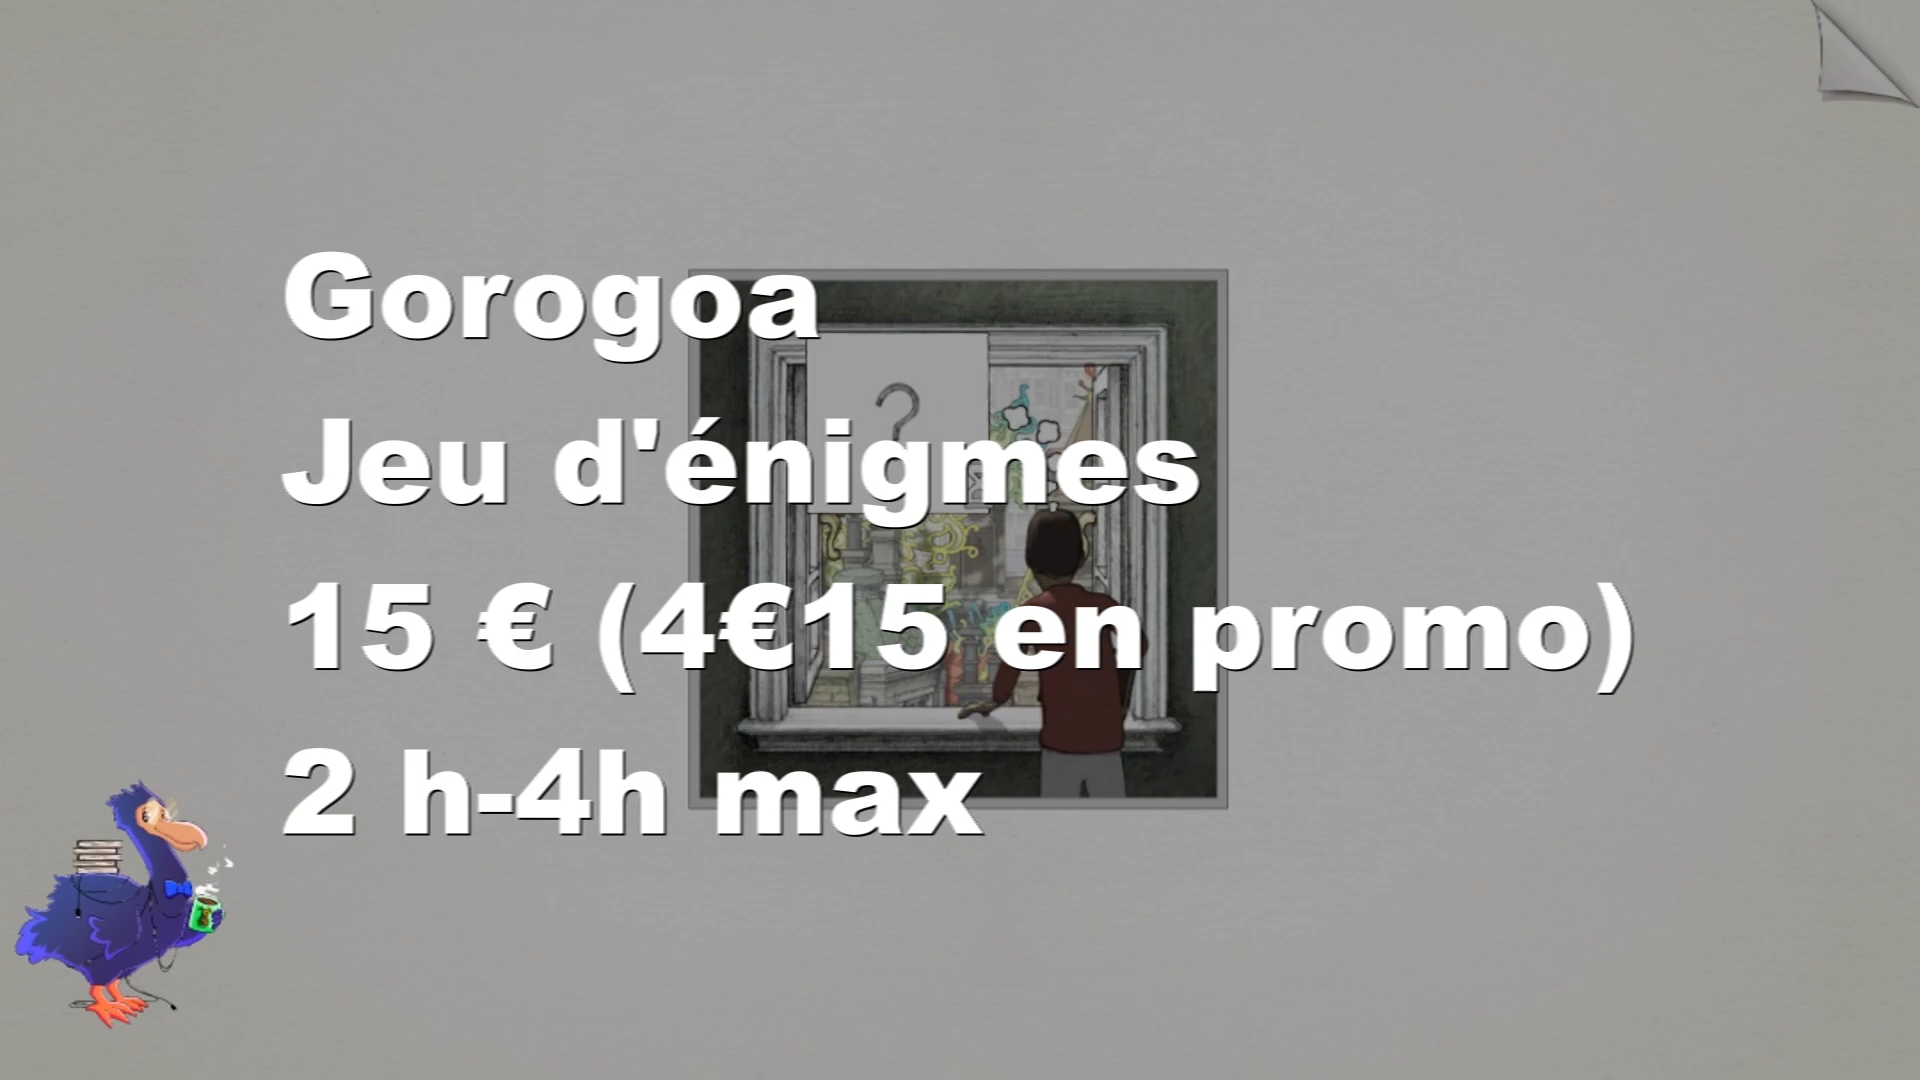 Gorogoa
?
Jeu d'énigmes
15 € (4€15 en promo)
2 h-4h max